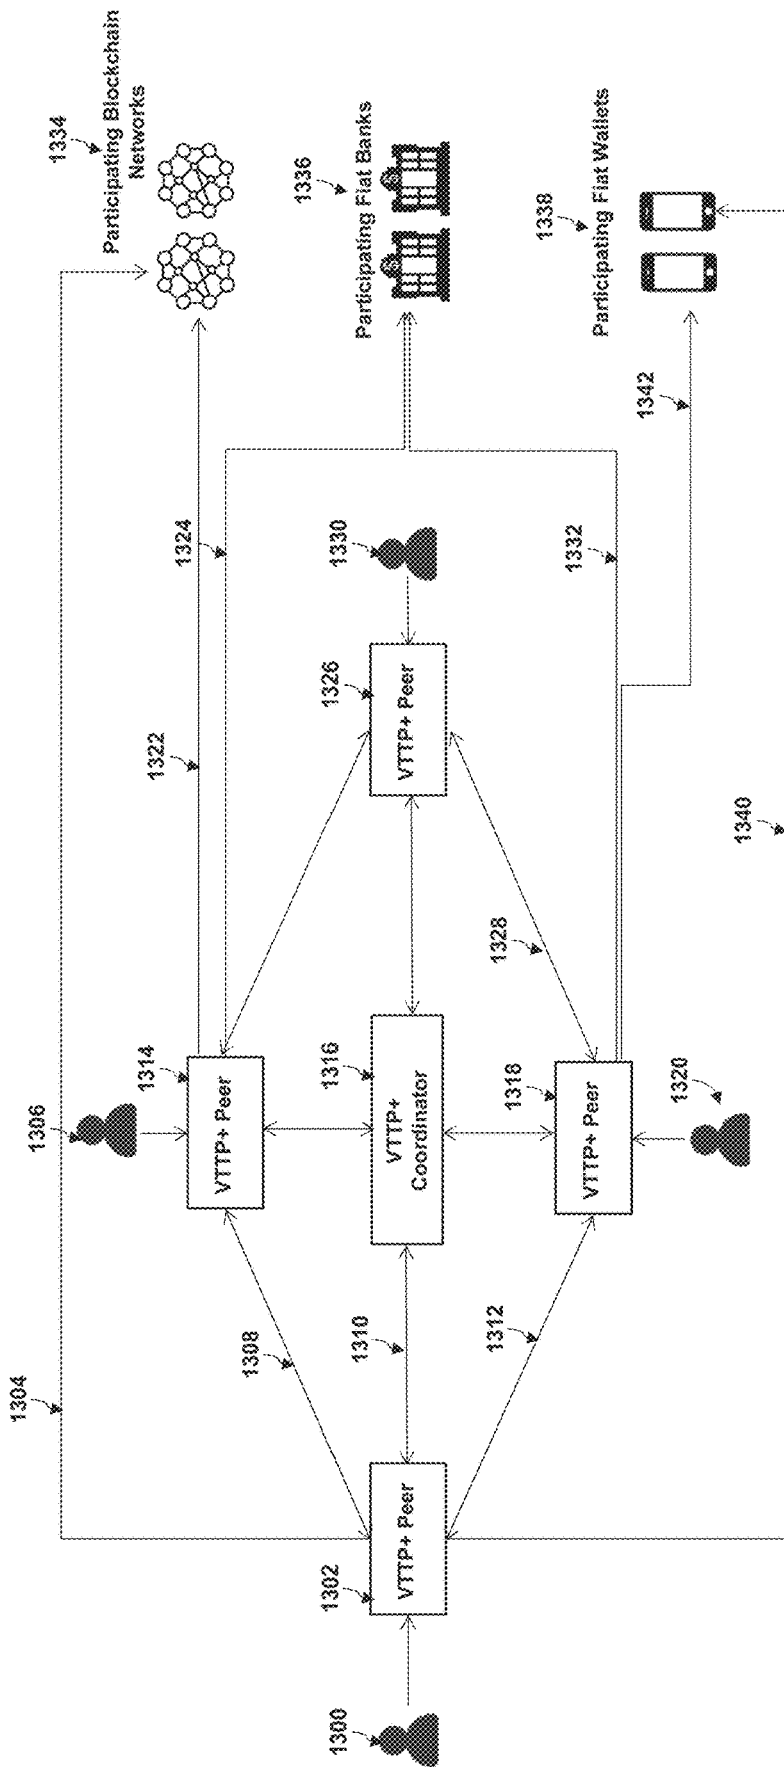 1334
Participating Blockchain
Networks
1336
Participating Fiat Banks
1338
Participating Fiat Wallets
1304
1306
1314
VTTP+ Peer
1322
1324
1308
1310
1312
1316
VTTP+
Coordinator
1326
VTTP+ Peer
1330
1328
1332
1342
1318
VTTP+ Peer
1320
1302
VTTP+ Peer
1300
1340